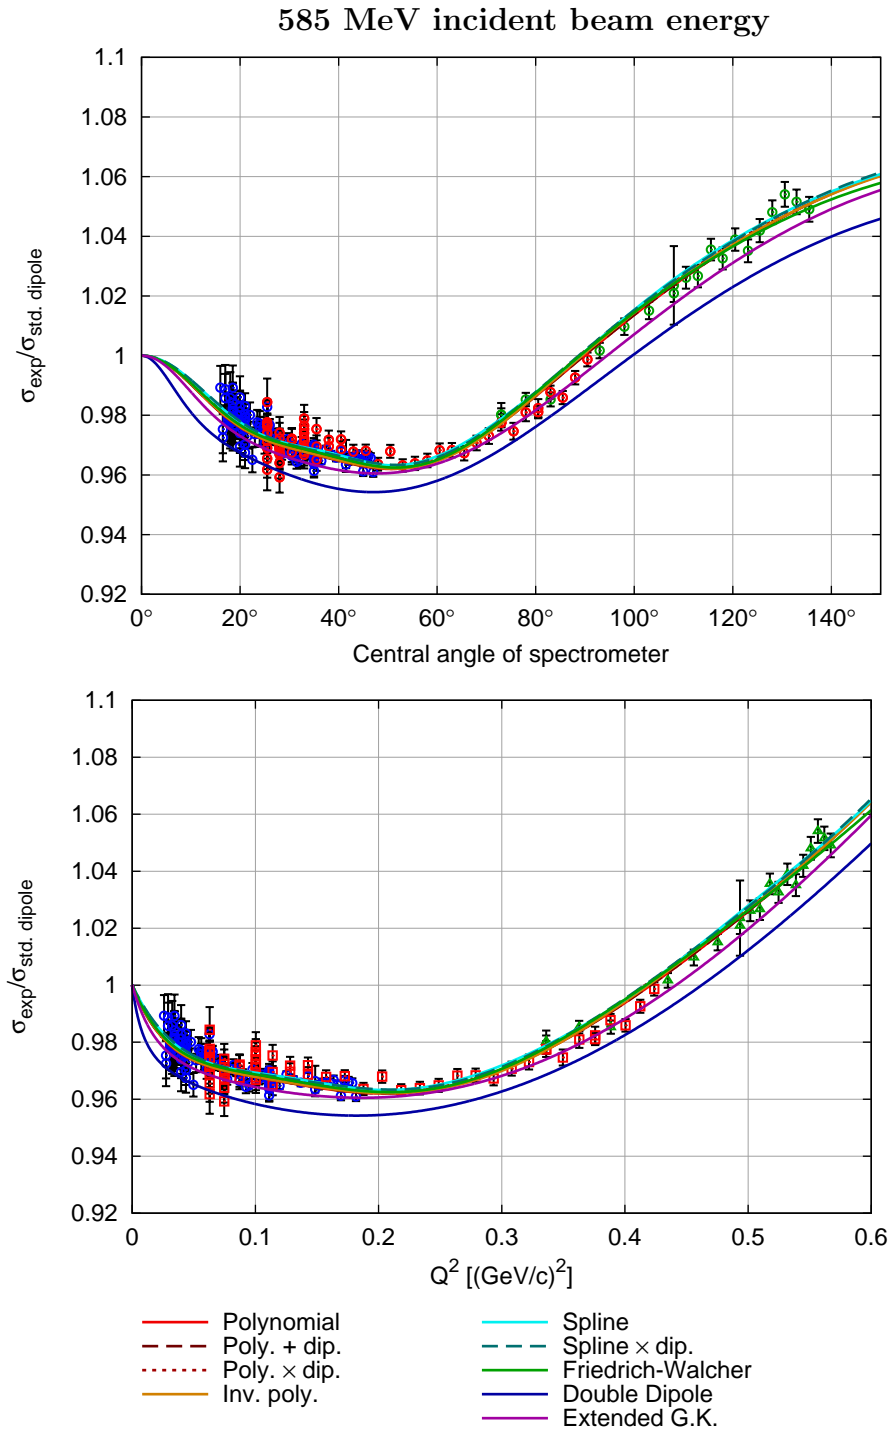 585 MeV incident beam energy
1.1
1.08
1.06
1.04
1.02
1
0.98
0.96
0.94
0.92
σexp/σstd. dipole
0° 20° 40° 60° 80° 100° 120° 140°
Central angle of spectrometer
1.1
1.08
1.06
1.04
1.02
1
0.98
0.96
0.94
0.92
σexp/σstd. dipole
0 0.1 0.2 0.3 0.4 0.5 0.6
Q² [(GeV/c)²]
Polynomial
Poly. + dip.
Poly. × dip.
Inv. poly.
Spline
Spline × dip.
Friedrich-Walcher
Double Dipole
Extended G.K.